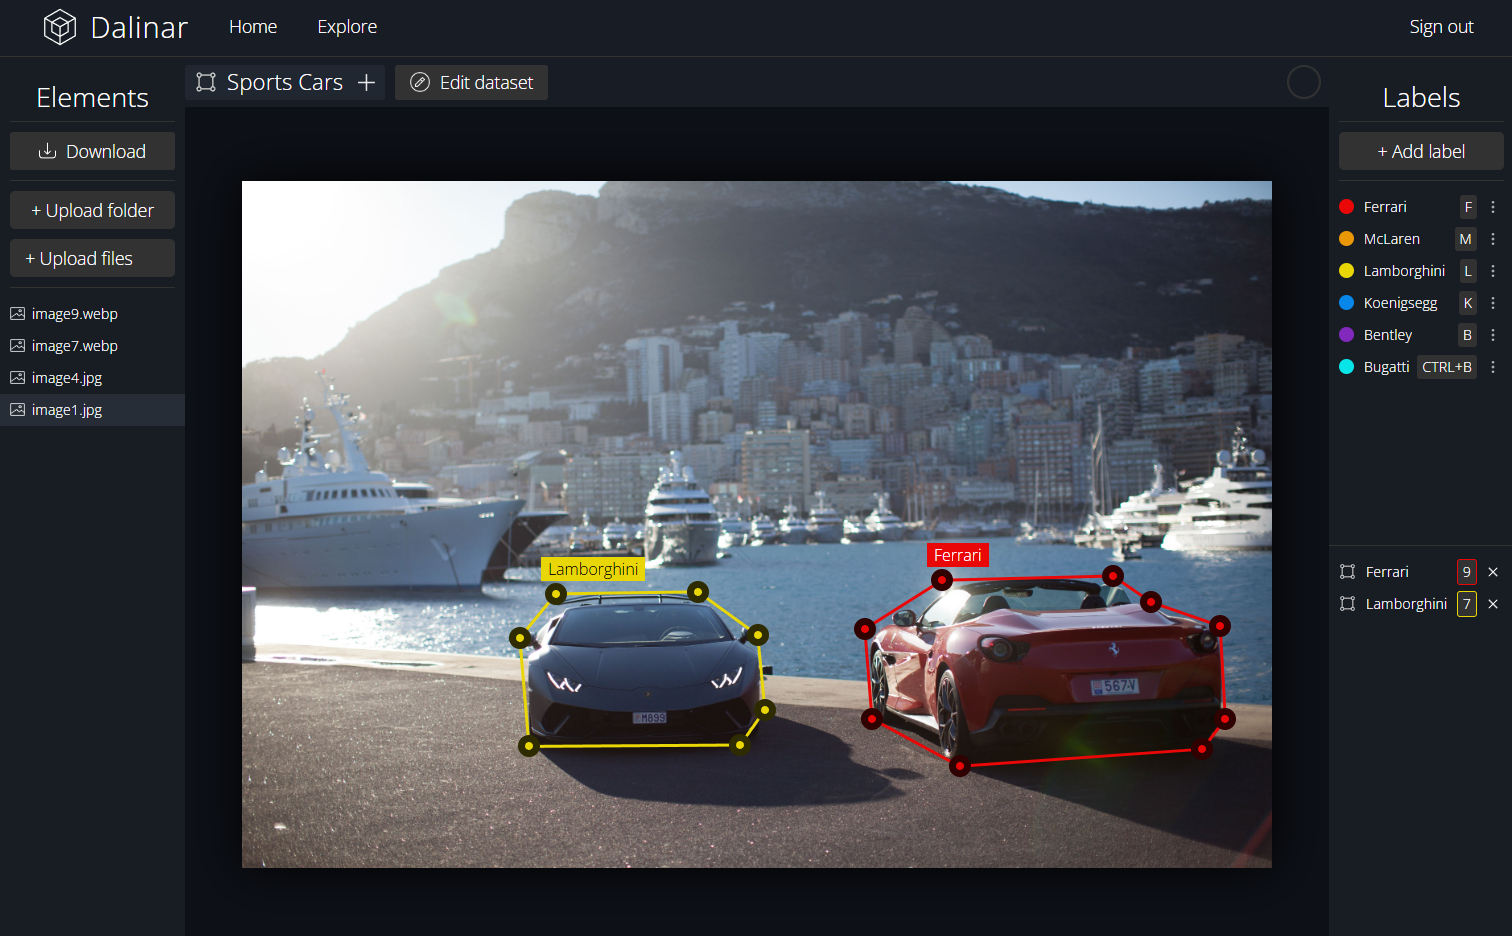 Dalinar
Home
Explore
Sign out
Elements
Download
+ Upload folder
+ Upload files
image9.webp
image7.webp
image4.jpg
image1.jpg
Sports Cars +
Edit dataset
Lamborghini
Ferrari
M899
567V
Labels
+ Add label
Ferrari F
McLaren M
Lamborghini L
Koenigsegg K
Bentley B
Bugatti CTRL+B
Ferrari 9
Lamborghini 7